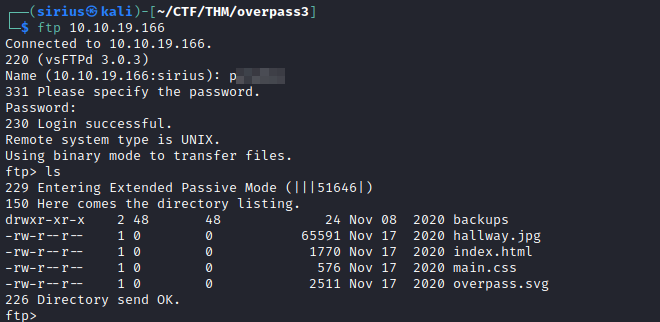 (sirius㉿kali)-[~/CTF/THM/overpass3]
$ ftp 10.10.19.166
Connected to 10.10.19.166.
220 (vsFTPd 3.0.3)
Name (10.10.19.166:sirius): p
331 Please specify the password.
Password:
230 Login successful.
Remote system type is UNIX.
Using binary mode to transfer files.
ftp> ls
229 Entering Extended Passive Mode (|||51646|)
150 Here comes the directory listing.
drwxr-xr-x 2 48 48 24 Nov 08 2020 backups
-rw-r--r-- 1 0 0 65591 Nov 17 2020 hallway.jpg
-rw-r--r-- 1 0 0 1770 Nov 17 2020 index.html
-rw-r--r-- 1 0 0 576 Nov 17 2020 main.css
-rw-r--r-- 1 0 0 2511 Nov 17 2020 overpass.svg
226 Directory send OK.
ftp>